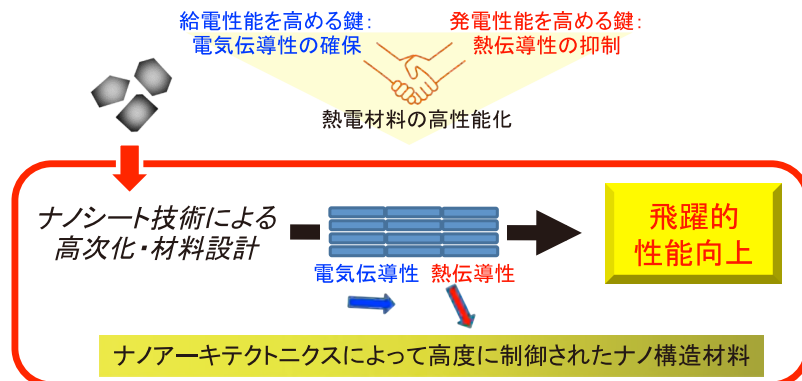 給電性能を高める鍵:
電気伝導性の確保
発電性能を高める鍵:
熱伝導性の抑制
熱電材料の高性能化
ナノシート技術による
高次化・材料設計
電気伝導性
熱伝導性
飛躍的
性能向上
ナノアーキテクトニクスによって高度に制御されたナノ構造材料